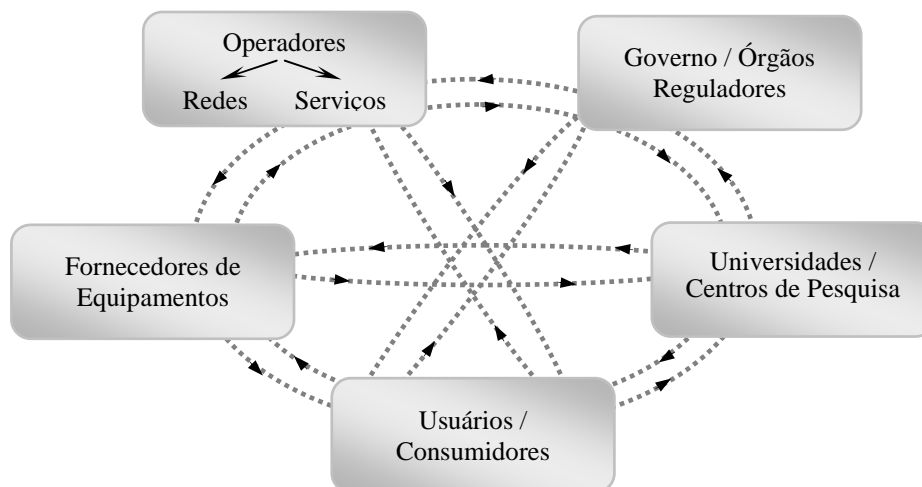 Operadores
Redes Serviços
Governo / Órgãos
Reguladores
Fornecedores de
Equipamentos
Universidades /
Centros de Pesquisa
Usuários /
Consumidores